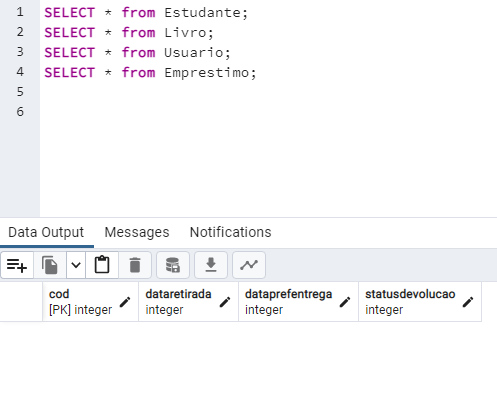 1 SELECT * from Estudante;
2 SELECT * from Livro;
3 SELECT * from Usuario;
4 SELECT * from Emprestimo;
5
6
Data Output Messages Notifications
cod dataretirada dataprefentrega statusdevolucao
[PK] integer integer integer integer